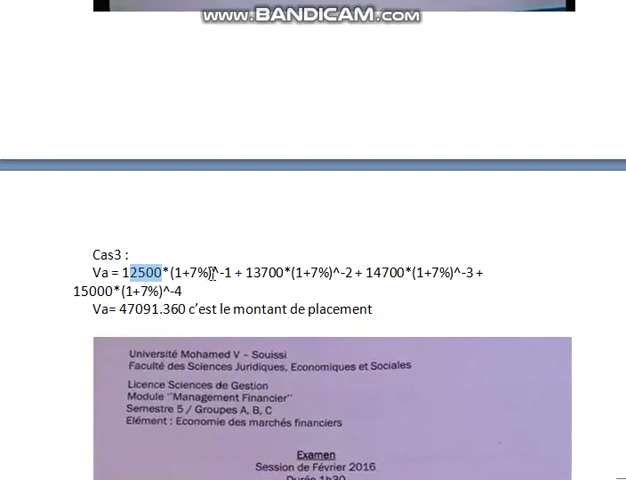 www.BANDICAM.com
Cas3 :
Va = 12500*(1+7%)^-1 + 13700*(1+7%)^-2 + 14700*(1+7%)^-3 +
15000*(1+7%)^-4
Va= 47091.360 c’est le montant de placement
Université Mohamed V – Souissi
Faculté des Sciences Juridiques, Economiques et Sociales
Licence Sciences de Gestion
Module "Management Financier"
Semestre 5 / Groupes A, B, C
Elément : Economie des marchés financiers
Examen
Session de Février 2016
Durée 1h30